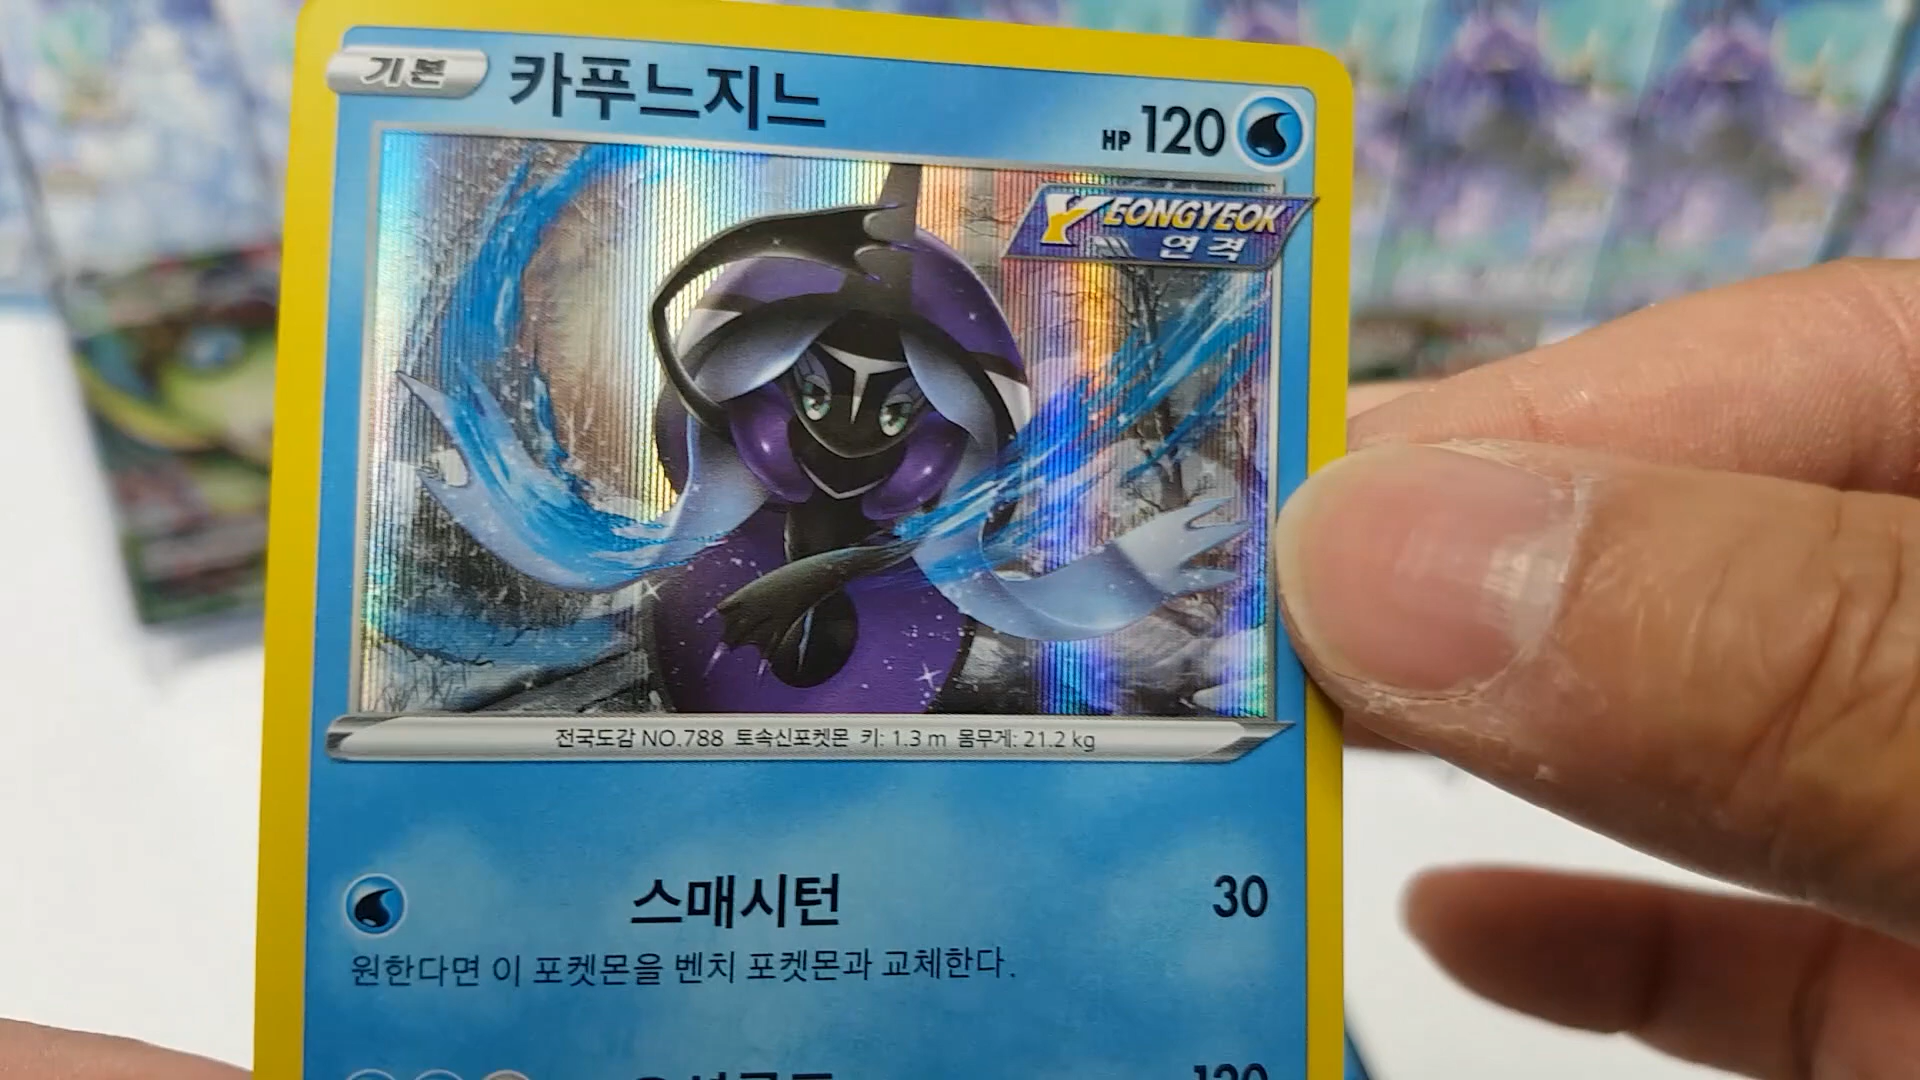 기본 카푸느지느 HP 120
YEONGYEOK
연격
전국도감 NO.788 토속신포켓몬 키: 1.3 m 몸무게: 21.2 kg
스매시턴 30
원한다면 이 포켓몬을 벤치 포켓몬과 교체한다.
120